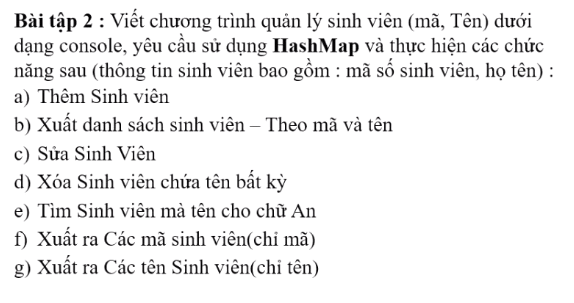 Bài tập 2 : Viết chương trình quản lý sinh viên (mã, Tên) dưới
dạng console, yêu cầu sử dụng HashMap và thực hiện các chức
năng sau (thông tin sinh viên bao gồm : mã số sinh viên, họ tên) :
a) Thêm Sinh viên
b) Xuất danh sách sinh viên – Theo mã và tên
c) Sửa Sinh Viên
d) Xóa Sinh viên chứa tên bất kỳ
e) Tìm Sinh viên mà tên cho chữ An
f) Xuất ra Các mã sinh viên(chỉ mã)
g) Xuất ra Các tên Sinh viên(chỉ tên)